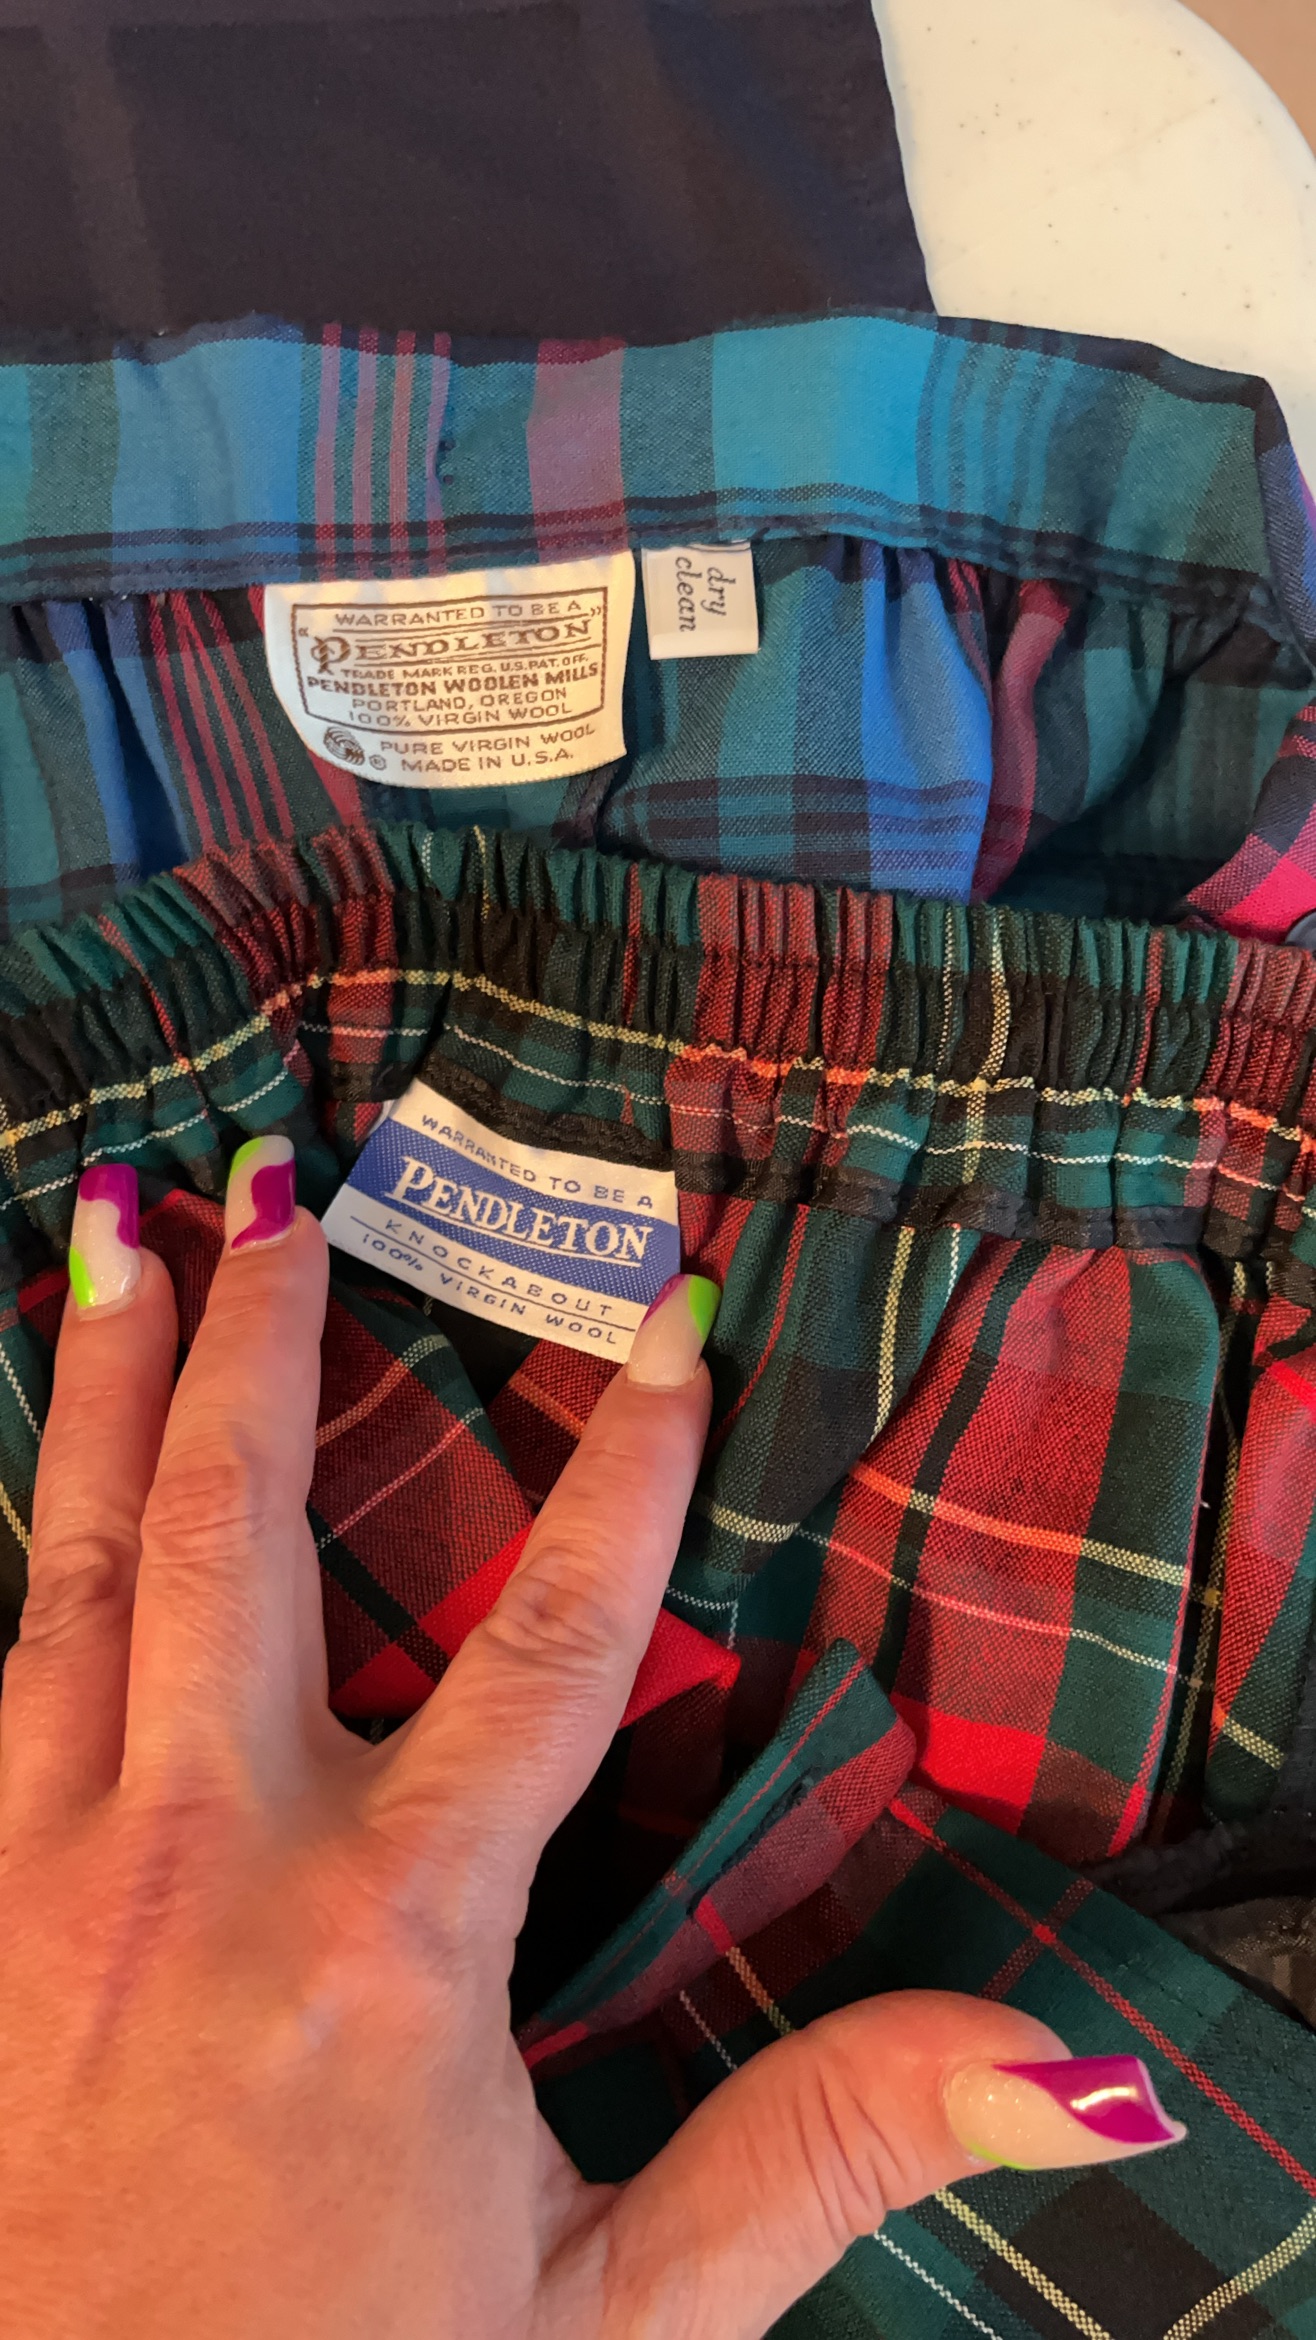 WARRANTED TO BE A
"PENDLETON"
TRADE MARK REG. U.S. PAT. OFF.
PENDLETON WOOLEN MILLS
PORTLAND, OREGON
100% VIRGIN WOOL
PURE VIRGIN WOOL
® MADE IN U.S.A.
dry
clean
WARRANTED TO BE A
PENDLETON
KNOCKABOUT
100% VIRGIN WOOL